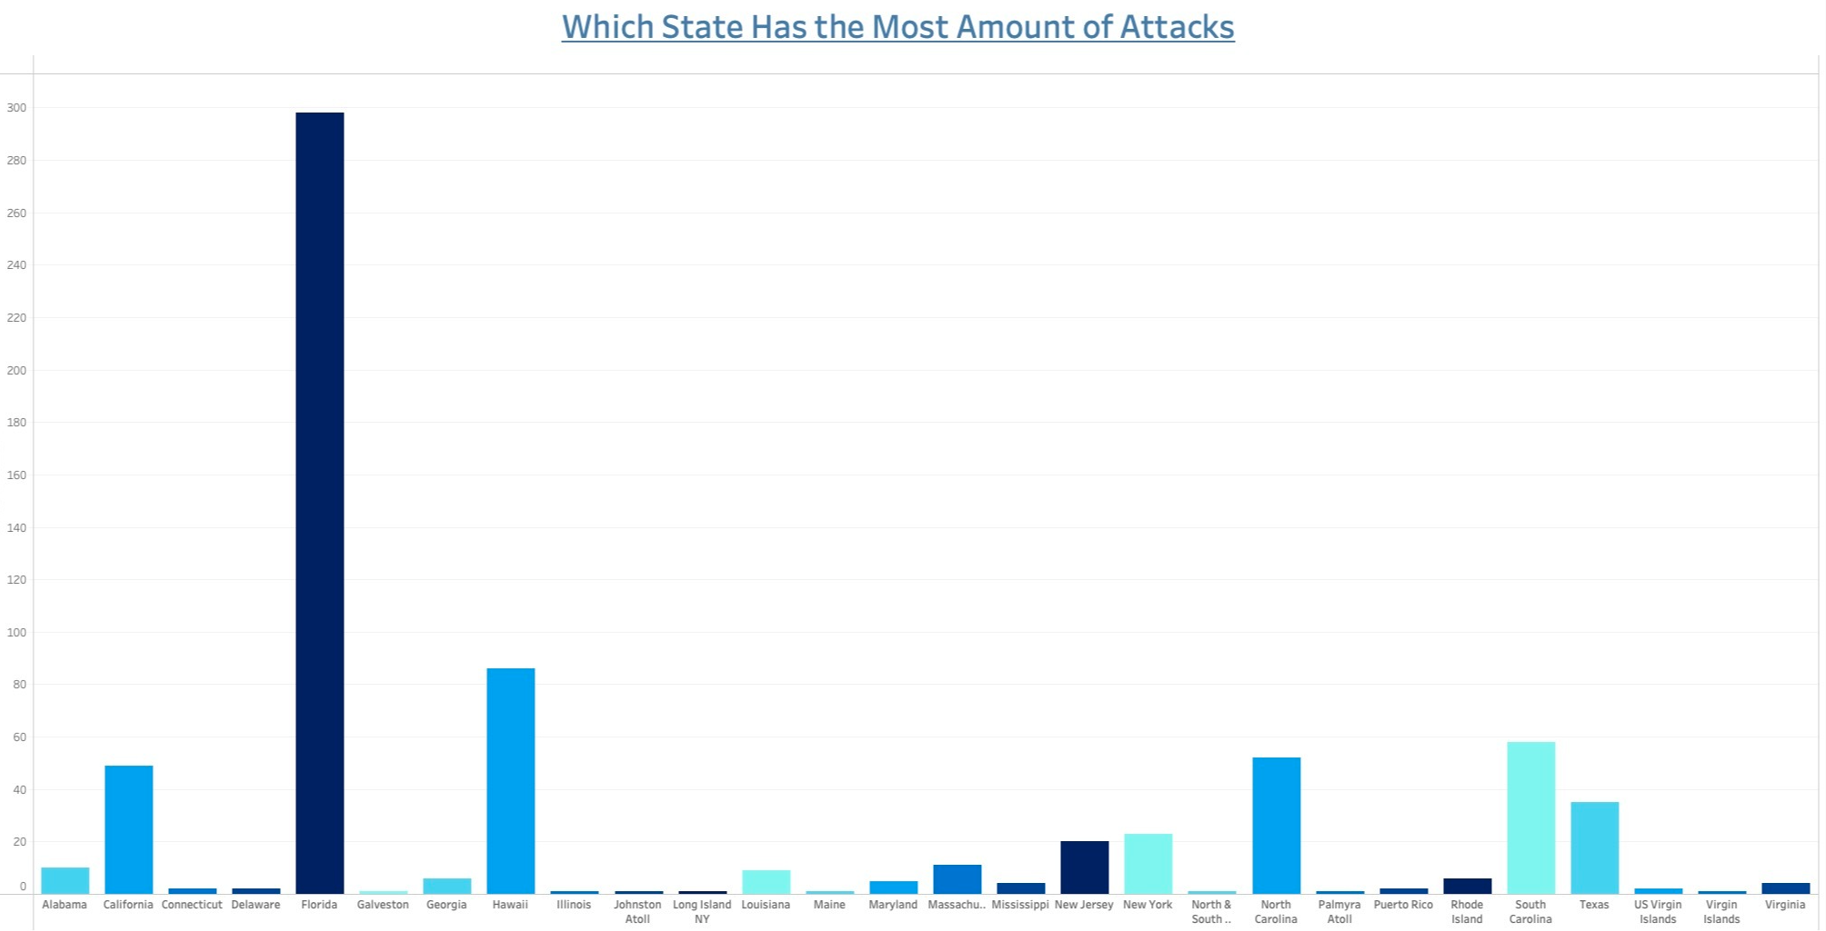 Which State Has the Most Amount of Attacks
300
280
260
240
220
200
180
160
140
120
100
80
60
40
20
0
Alabama
California
Connecticut
Delaware
Florida
Galveston
Georgia
Hawaii
Illinois
Johnston
Atoll
Long Island
NY
Louisiana
Maine
Maryland
Massachu..
Mississippi
New Jersey
New York
North &
South ..
North
Carolina
Palmyra
Atoll
Puerto Rico
Rhode
Island
South
Carolina
Texas
US Virgin
Islands
Virgin
Islands
Virginia